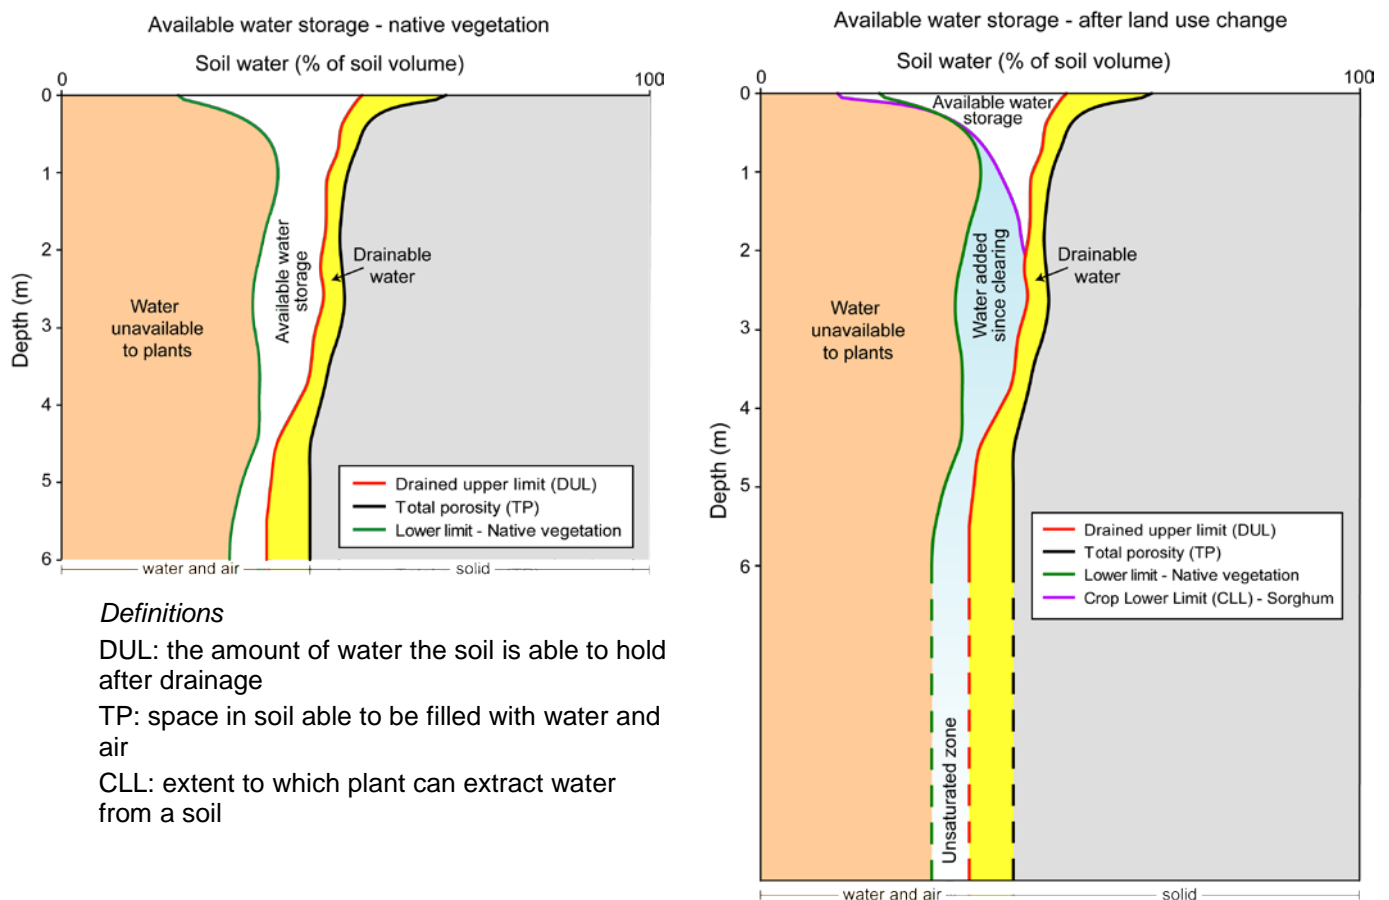 Available water storage - native vegetation
Soil water (% of soil volume)
0
100
0
1
2
3
4
5
6
Depth (m)
Water
unavailable
to plants
Available water
storage
Drainable
water
Drained upper limit (DUL)
Total porosity (TP)
Lower limit - Native vegetation
water and air
solid
Definitions
DUL: the amount of water the soil is able to hold
after drainage
TP: space in soil able to be filled with water and
air
CLL: extent to which plant can extract water
from a soil
Available water storage - after land use change
Soil water (% of soil volume)
0
100
0
1
2
3
4
5
6
Depth (m)
Available water
storage
Water
unavailable
to plants
Water added
since clearing
Drainable
water
Drained upper limit (DUL)
Total porosity (TP)
Lower limit - Native vegetation
Crop Lower Limit (CLL) - Sorghum
Unsaturated zone
water and air
solid